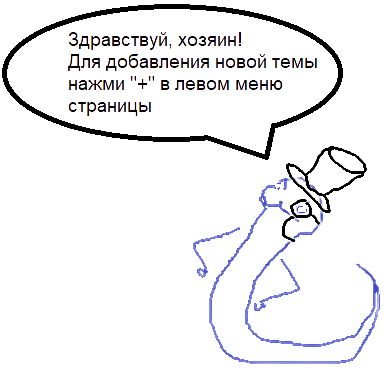 Здравствуй, хозяин!
Для добавления новой темы
нажми "+" в левом меню
страницы